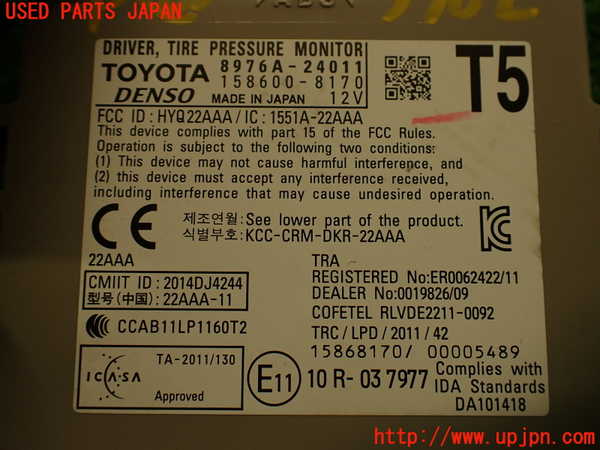 USED PARTS JAPAN
DRIVER, TIRE PRESSURE MONITOR
TOYOTA 8976A-24011
158600-8170
DENSO MADE IN JAPAN 12V
T5
FCC ID : HYQ22AAA / IC : 1551A-22AAA
This device complies with part 15 of the FCC Rules.
Operation is subject to the following two conditions:
(1) this device may not cause harmful interference, and
(2) this device must accept any interference received,
including interference that may cause undesired operation.
CE
제조연월: See lower part of the product.
식별부호: KCC-CRM-DKR-22AAA
KC
22AAA
CMIIT ID : 2014DJ4244
型号(中国) : 22AAA-11
CCAB11LP1160T2
TRA
REGISTERED No:ER0062422/11
DEALER No:0019826/09
COFETEL RLVDE2211-0092
TRC / LPD / 2011 / 42
15868170/ 00005489
ICASA
TA-2011/130
Approved
E11 10 R- 03 7977
Complies with
IDA Standards
DA101418
http://www.upjpn.com/